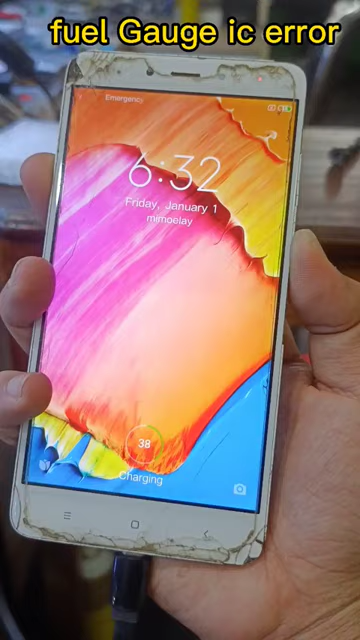 fuel Gauge ic error
Emergency
6:32
Friday, January 1
mimoelay
38
Charging